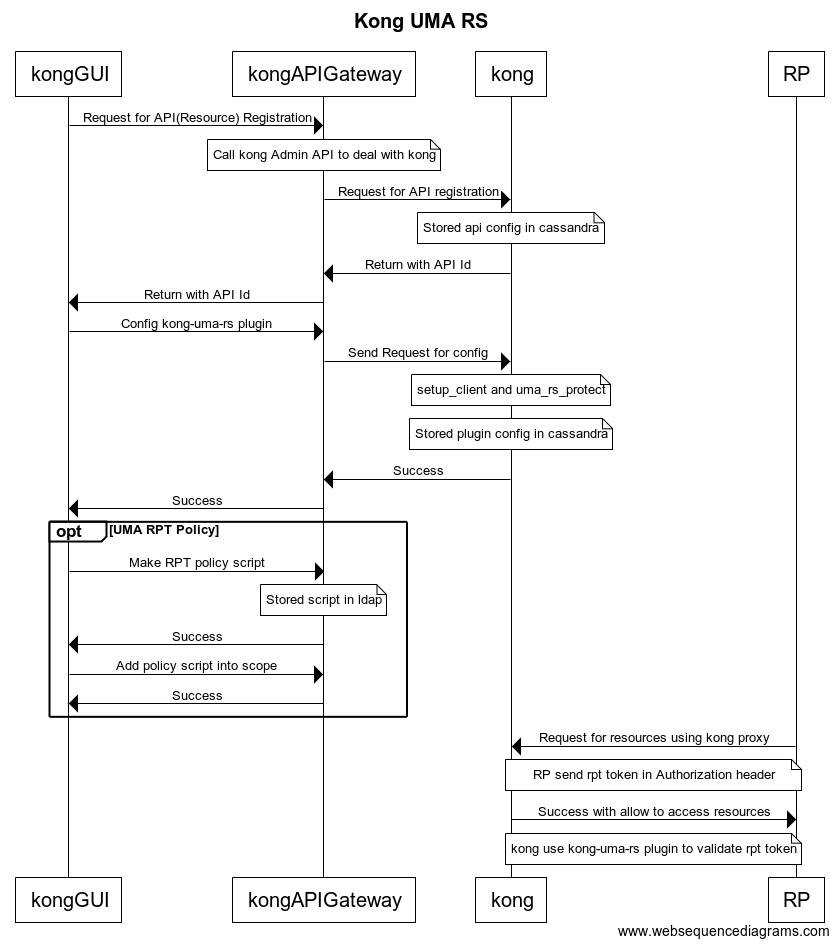 Kong UMA RS
kongGUI
kongAPIGateway
kong
RP
Request for API(Resource) Registration
Call kong Admin API to deal with kong
Request for API registration
Stored api config in cassandra
Return with API Id
Return with API Id
Config kong-uma-rs plugin
Send Request for config
setup_client and uma_rs_protect
Stored plugin config in cassandra
Success
Success
opt [UMA RPT Policy]
Make RPT policy script
Stored script in ldap
Success
Add policy script into scope
Success
Request for resources using kong proxy
RP send rpt token in Authorization header
Success with allow to access resources
kong use kong-uma-rs plugin to validate rpt token
kongGUI
kongAPIGateway
kong
RP
www.websequencediagrams.com